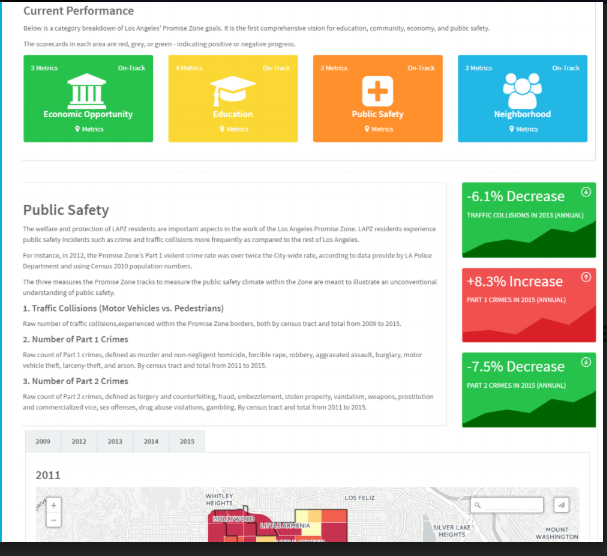 Current Performance
Below is a category breakdown of Los Angeles' Promise Zone goals. It is the first comprehensive vision for education, community, economy, and public safety.
The scorecards in each area are red, grey, or green - indicating positive or negative progress.
3 Metrics On-Track
Economic Opportunity
Metrics
4 Metrics On-Track
Education
Metrics
3 Metrics On-Track
Public Safety
Metrics
3 Metrics On-Track
Neighborhood
Metrics
Public Safety
The welfare and protection of LAPZ residents are important aspects in the work of the Los Angeles Promise Zone. LAPZ residents experience
public safety incidents such as crime and traffic collisions more frequently as compared to the rest of Los Angeles.
For instance, in 2012, the Promise Zone's Part 1 violent crime rate was over twice the City-wide rate, according to data provide by LA Police
Department and using Census 2010 population numbers.
The three measures the Promise Zone tracks to measure the public safety climate within the Zone are meant to illustrate an unconventional
understanding of public safety.
1. Traffic Collisions (Motor Vehicles vs. Pedestrians)
Raw number of traffic collisions,experienced within the Promise Zone borders, both by census tract and total from 2009 to 2015.
2. Number of Part 1 Crimes
Raw count of Part 1 crimes, defined as murder and non-negligent homicide, forcible rape, robbery, aggravated assault, burglary, motor
vehicle theft, larceny-theft, and arson. By census tract and total from 2011 to 2015.
3. Number of Part 2 Crimes
Raw count of Part 2 crimes, defined as forgery and counterfeiting, fraud, embezzlement, stolen property, vandalism, weapons, prostitution
and commercialized vice, sex offenses, drug abuse violations, gambling. By census tract and total from 2011 to 2015.
-6.1% Decrease
TRAFFIC COLLISIONS IN 2013 (ANNUAL)
+8.3% Increase
PART 1 CRIMES IN 2015 (ANNUAL)
-7.5% Decrease
PART 2 CRIMES IN 2015 (ANNUAL)
2009 2012 2013 2014 2015
2011
+
−
WHITLEY
HEIGHTS
LOS FELIZ
HOLLYWOOD
LITTLE ARMENIA
SILVER LAKE
HEIGHTS
MOUNT
WASHINGTON